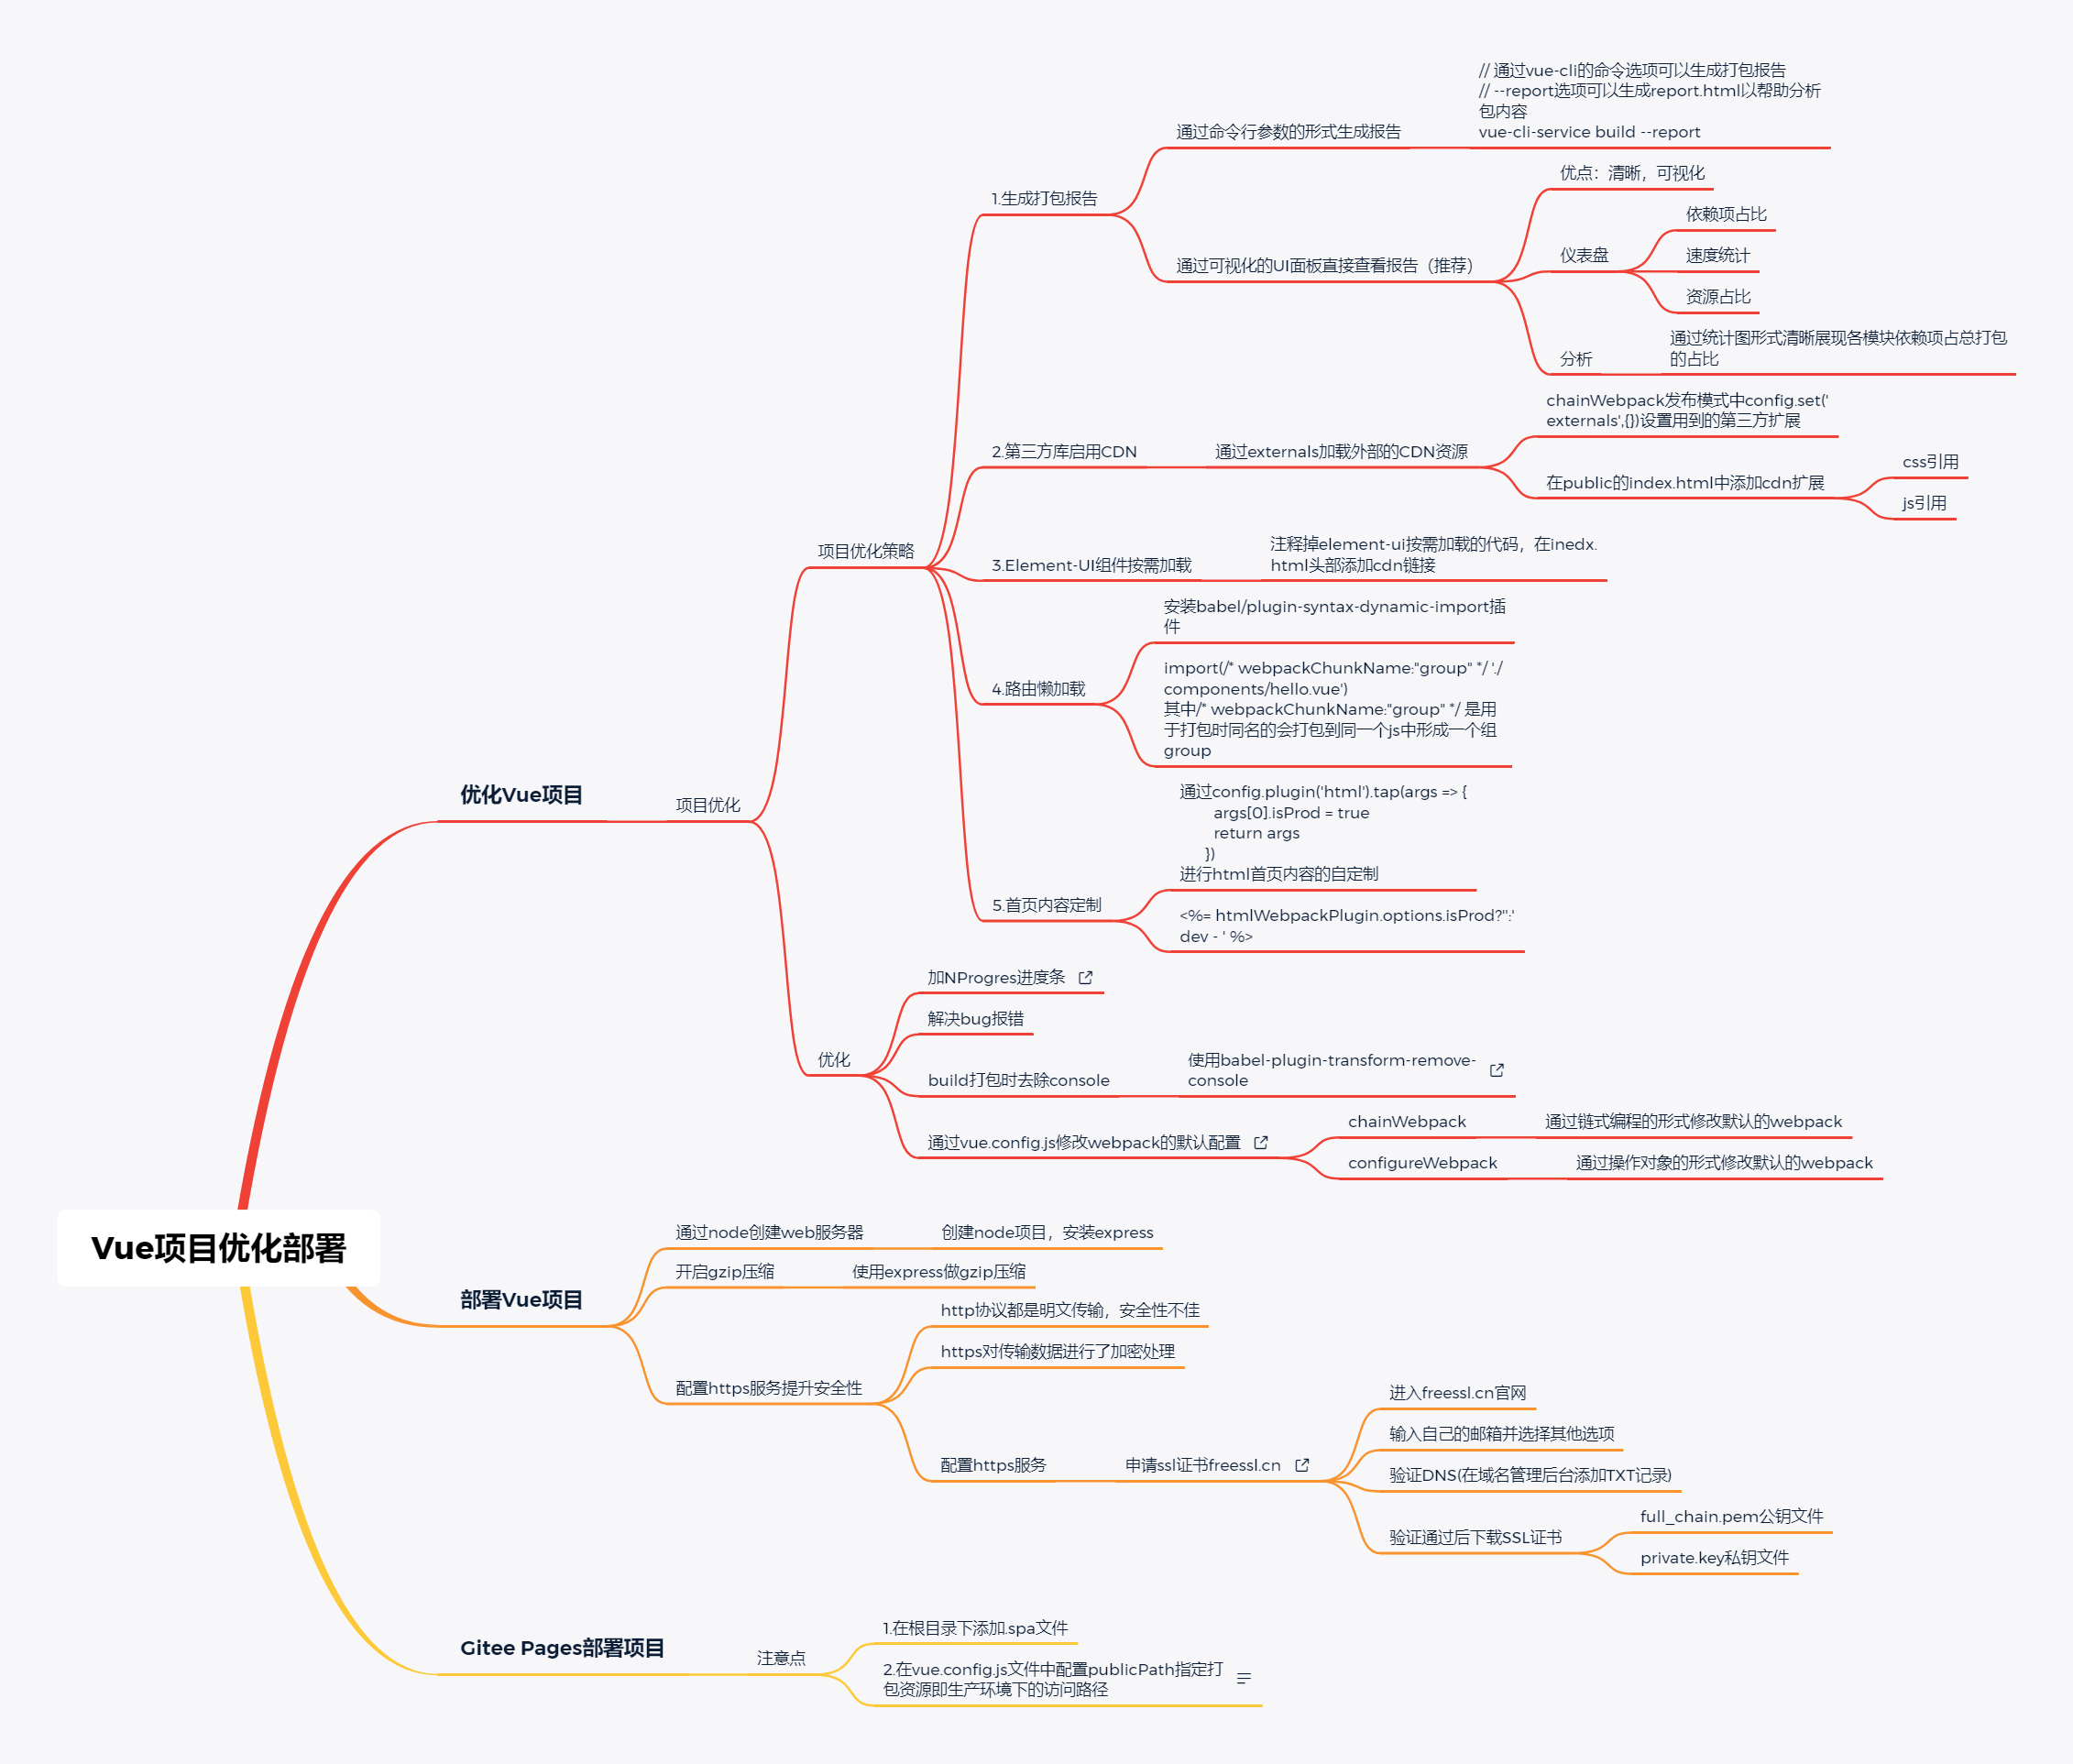 Vue项目优化部署
优化Vue项目
项目优化
项目优化策略
1.生成打包报告
通过命令行参数的形式生成报告
// 通过vue-cli的命令选项可以生成打包报告
// --report选项可以生成report.html以帮助分析
包内容
vue-cli-service build --report
通过可视化的UI面板直接查看报告（推荐）
优点：清晰，可视化
仪表盘
依赖项占比
速度统计
资源占比
分析
通过统计图形式清晰展现各模块依赖项占总打包
的占比
2.第三方库启用CDN
通过externals加载外部的CDN资源
chainWebpack发布模式中config.set('
externals',{})设置用到的第三方扩展
在public的index.html中添加cdn扩展
css引用
js引用
3.Element-UI组件按需加载
注释掉element-ui按需加载的代码，在inedx.
html头部添加cdn链接
4.路由懒加载
安装babel/plugin-syntax-dynamic-import插
件
import(/* webpackChunkName:"group" */ './
components/hello.vue')
其中/* webpackChunkName:"group" */ 是用
于打包时同名的会打包到同一个js中形成一个组
group
5.首页内容定制
通过config.plugin('html').tap(args => {
args[0].isProd = true
return args
})
进行html首页内容的自定制
<%= htmlWebpackPlugin.options.isProd?'':'
dev - ' %>
优化
加NProgres进度条
解决bug报错
build打包时去除console
使用babel-plugin-transform-remove-
console
通过vue.config.js修改webpack的默认配置
chainWebpack
通过链式编程的形式修改默认的webpack
configureWebpack
通过操作对象的形式修改默认的webpack
部署Vue项目
通过node创建web服务器
创建node项目，安装express
开启gzip压缩
使用express做gzip压缩
配置https服务提升安全性
http协议都是明文传输，安全性不佳
https对传输数据进行了加密处理
配置https服务
申请ssl证书freessl.cn
进入freessl.cn官网
输入自己的邮箱并选择其他选项
验证DNS(在域名管理后台添加TXT记录)
验证通过后下载SSL证书
full_chain.pem公钥文件
private.key私钥文件
Gitee Pages部署项目
注意点
1.在根目录下添加.spa文件
2.在vue.config.js文件中配置publicPath指定打
包资源即生产环境下的访问路径